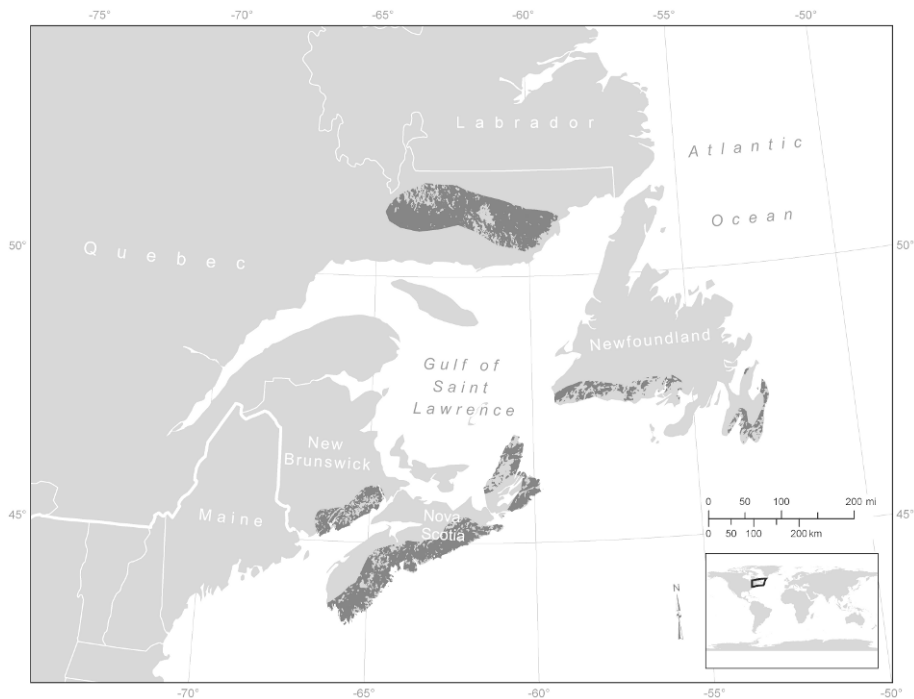 -75°
-70°
-65°
-60°
-55°
-50°
Labrador
Atlantic
Ocean
50°
Quebec
50°
Newfoundland
Gulf of
Saint
Lawrence
New
Brunswick
Maine
Nova
Scotia
45°
45°
0 50 100 200 mi
0 50 100 200 km
N
-70°
-65°
-60°
-55°
-50°